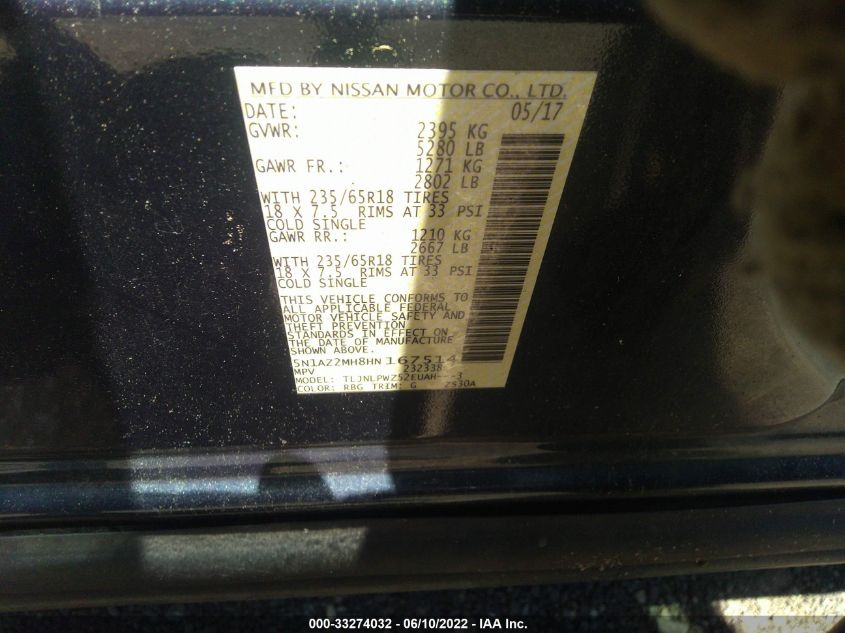 MFD BY NISSAN MOTOR CO., LTD.
DATE: 05/17
GVWR: 2395 KG
5280 LB
GAWR FR.: 1271 KG
2802 LB
WITH 235/65R18 TIRES
18 X 7.5 RIMS AT 33 PSI
COLD SINGLE
GAWR RR.: 1210 KG
2667 LB
WITH 235/65R18 TIRES
18 X 7.5 RIMS AT 33 PSI
COLD SINGLE
THIS VEHICLE CONFORMS TO
ALL APPLICABLE FEDERAL
MOTOR VEHICLE SAFETY AND
THEFT PREVENTION
STANDARDS IN EFFECT ON
THE DATE OF MANUFACTURE
SHOWN ABOVE.
5N1AZ2MH8HN 167514
MPV 23233B
MODEL: TLJNLPWZ52EUAH---3
COLOR: RBG TRIM: G Z530A
000-33274032 - 06/10/2022 - IAA Inc.